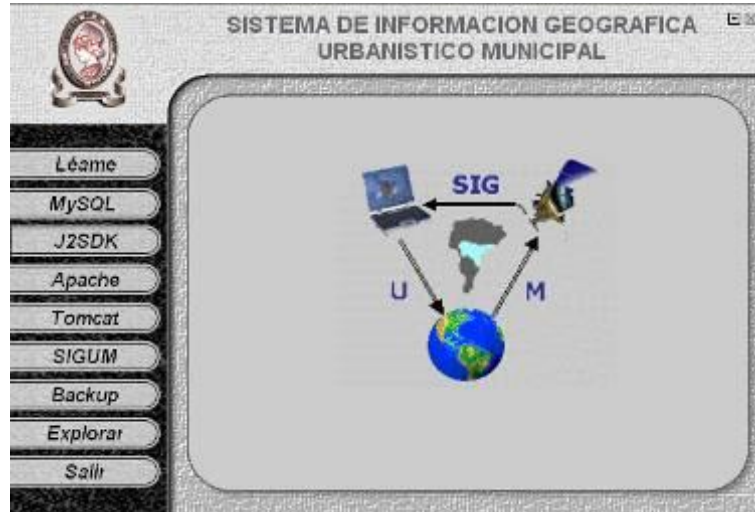 SISTEMA DE INFORMACION GEOGRAFICA
URBANISTICO MUNICIPAL
Léame
MySQL
J2SDK
Apache
Tomcat
SIGUM
Backup
Explorar
Salir
SIG
U
M